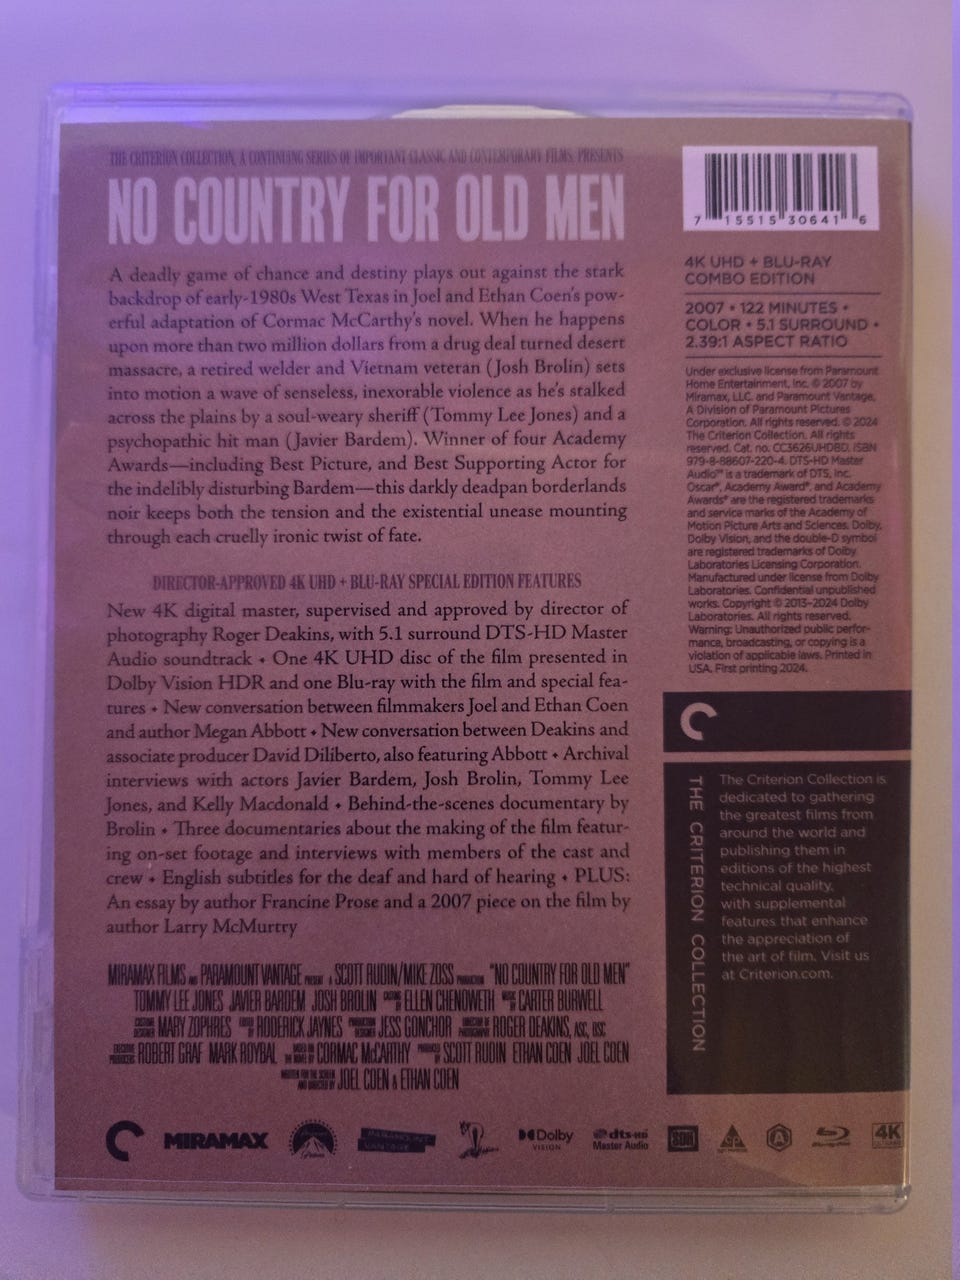 THE CRITERION COLLECTION, A CONTINUING SERIES OF IMPORTANT CLASSIC AND CONTEMPORARY FILMS, PRESENTS
NO COUNTRY FOR OLD MEN
A deadly game of chance and destiny plays out against the stark
backdrop of early-1980s West Texas in Joel and Ethan Coen's pow-
erful adaptation of Cormac McCarthy's novel. When he happens
upon more than two million dollars from a drug deal turned desert
massacre, a retired welder and Vietnam veteran (Josh Brolin) sets
into motion a wave of senseless, inexorable violence as he's stalked
across the plains by a soul-weary sheriff (Tommy Lee Jones) and a
psychopathic hit man (Javier Bardem). Winner of four Academy
Awards—including Best Picture, and Best Supporting Actor for
the indelibly disturbing Bardem—this darkly deadpan borderlands
noir keeps both the tension and the existential unease mounting
through each cruelly ironic twist of fate.
DIRECTOR-APPROVED 4K UHD + BLU-RAY SPECIAL EDITION FEATURES
New 4K digital master, supervised and approved by director of
photography Roger Deakins, with 5.1 surround DTS-HD Master
Audio soundtrack • One 4K UHD disc of the film presented in
Dolby Vision HDR and one Blu-ray with the film and special fea-
tures • New conversation between filmmakers Joel and Ethan Coen
and author Megan Abbott • New conversation between Deakins and
associate producer David Diliberto, also featuring Abbott • Archival
interviews with actors Javier Bardem, Josh Brolin, Tommy Lee
Jones, and Kelly Macdonald • Behind-the-scenes documentary by
Brolin • Three documentaries about the making of the film featur-
ing on-set footage and interviews with members of the cast and
crew • English subtitles for the deaf and hard of hearing • PLUS:
An essay by author Francine Prose and a 2007 piece on the film by
author Larry McMurtry
MIRAMAX FILMS AND PARAMOUNT VANTAGE PRESENT A SCOTT RUDIN/MIKE ZOSS PRODUCTION "NO COUNTRY FOR OLD MEN"
TOMMY LEE JONES JAVIER BARDEM JOSH BROLIN CASTING BY ELLEN CHENOWETH MUSIC BY CARTER BURWELL
COSTUME DESIGNER MARY ZOPHRES EDITED BY RODERICK JAYNES PRODUCTION DESIGNER JESS GONCHOR DIRECTOR OF PHOTOGRAPHY ROGER DEAKINS, ASC, BSC
EXECUTIVE PRODUCERS ROBERT GRAF MARK ROYBAL BASED ON THE NOVEL BY CORMAC McCARTHY PRODUCED BY SCOTT RUDIN ETHAN COEN JOEL COEN
WRITTEN FOR THE SCREEN AND DIRECTED BY JOEL COEN & ETHAN COEN
MIRAMAX Paramount PARAMOUNT VANTAGE Dolby VISION dts-HD Master Audio SDH A Blu-ray Disc 4K ULTRA HD
7 15515 30641 6
4K UHD + BLU-RAY
COMBO EDITION
2007 • 122 MINUTES •
COLOR • 5.1 SURROUND •
2.39:1 ASPECT RATIO
Under exclusive license from Paramount
Home Entertainment, Inc. © 2007 by
Miramax, LLC. and Paramount Vantage,
A Division of Paramount Pictures
Corporation. All rights reserved. © 2024
The Criterion Collection. All rights
reserved. Cat. no. CC3626UHDBD. ISBN
979-8-88607-220-4. DTS-HD Master
Audio™ is a trademark of DTS, Inc.
Oscar®, Academy Award®, and Academy
Awards® are the registered trademarks
and service marks of the Academy of
Motion Picture Arts and Sciences. Dolby,
Dolby Vision, and the double-D symbol
are registered trademarks of Dolby
Laboratories Licensing Corporation.
Manufactured under license from Dolby
Laboratories. Confidential unpublished
works. Copyright © 2013–2024 Dolby
Laboratories. All rights reserved.
Warning: Unauthorized public perfor-
mance, broadcasting, or copying is a
violation of applicable laws. Printed in
USA. First printing 2024.
THE CRITERION COLLECTION
The Criterion Collection is
dedicated to gathering
the greatest films from
around the world and
publishing them in
editions of the highest
technical quality,
with supplemental
features that enhance
the appreciation of
the art of film. Visit us
at Criterion.com.